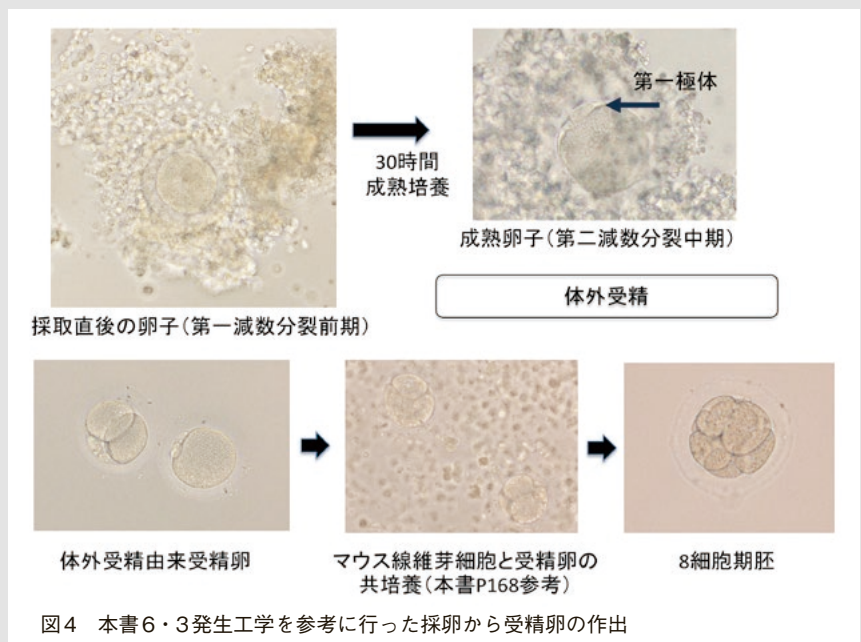 第一極体
30時間
成熟培養
成熟卵子(第二減数分裂中期)
体外受精
採取直後の卵子(第一減数分裂前期)
体外受精由来受精卵
マウス線維芽細胞と受精卵の
共培養(本書P168参考)
8細胞期胚
図4 本書6・3発生工学を参考に行った採卵から受精卵の作出